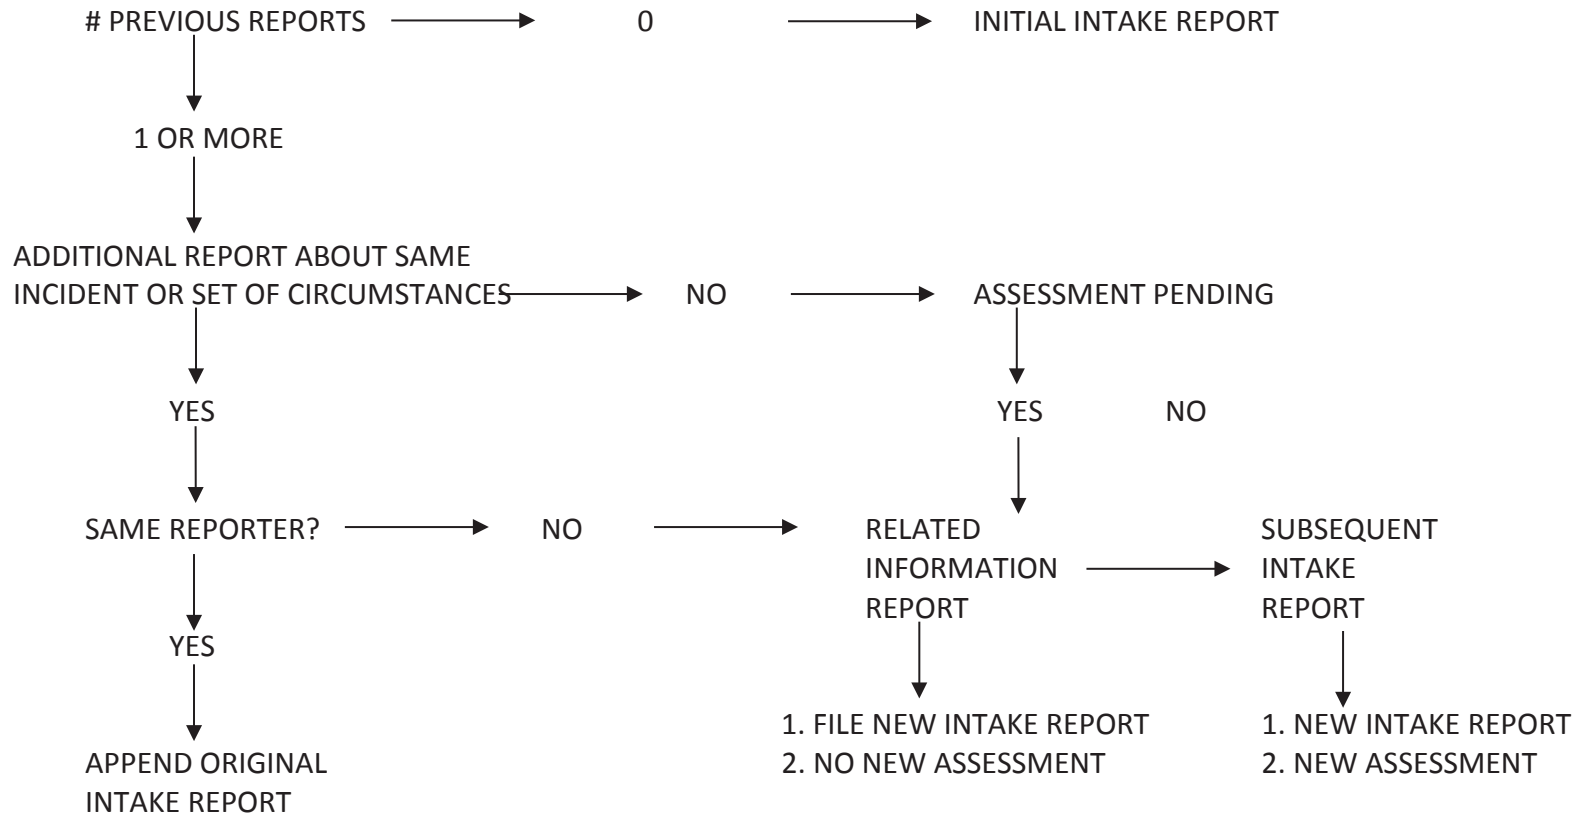 # PREVIOUS REPORTS
0
INITIAL INTAKE REPORT
1 OR MORE
ADDITIONAL REPORT ABOUT SAME
INCIDENT OR SET OF CIRCUMSTANCES
NO
ASSESSMENT PENDING
YES
YES
NO
SAME REPORTER?
NO
RELATED
INFORMATION
REPORT
SUBSEQUENT
INTAKE
REPORT
YES
1. FILE NEW INTAKE REPORT
2. NO NEW ASSESSMENT
1. NEW INTAKE REPORT
2. NEW ASSESSMENT
APPEND ORIGINAL
INTAKE REPORT